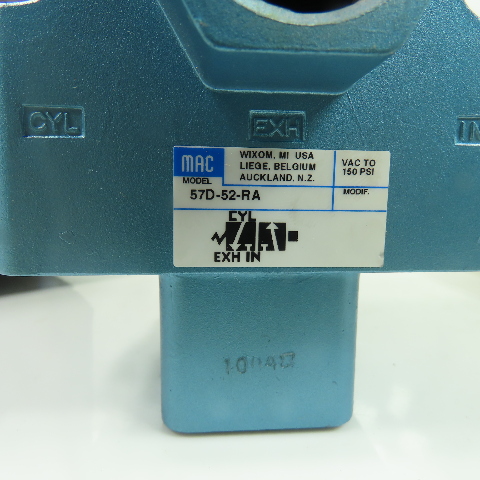 CYL EXH IN
MAC
MODEL
WIXOM, MI USA
LIEGE, BELGIUM
AUCKLAND, N.Z.
VAC TO
150 PSI
57D-52-RA
MODIF.
CYL
EXH IN